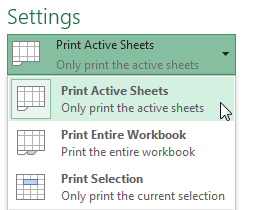 Settings
Print Active Sheets
Only print the active sheets
Print Active Sheets
Only print the active sheets
Print Entire Workbook
Print the entire workbook
Print Selection
Only print the current selection